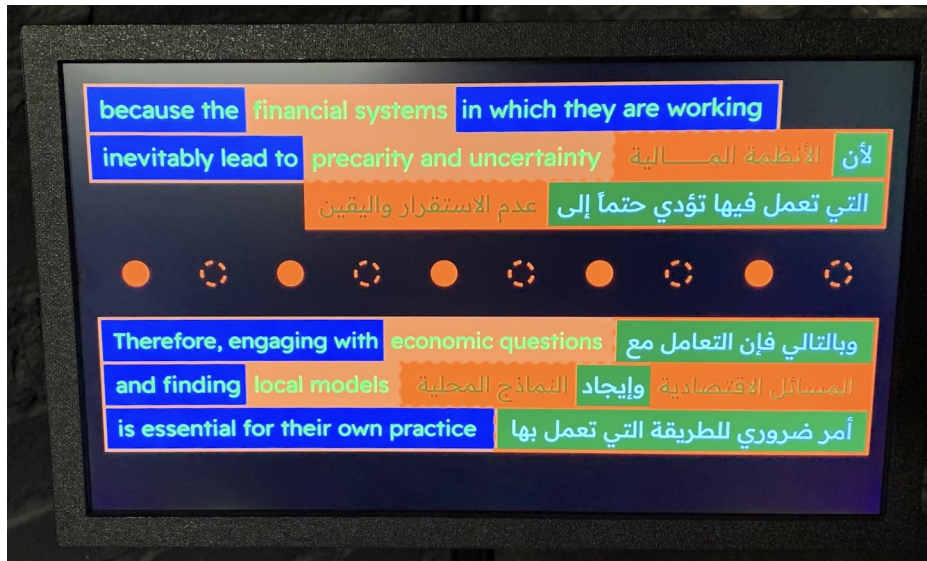 because the financial systems in which they are working
inevitably lead to precarity and uncertainty
لأن الأنظمة المـــالية
التي تعمل فيها تؤدي حتماً إلى عدم الاستقرار واليقين
Therefore, engaging with economic questions
and finding local models
is essential for their own practice
وبالتالي فإن التعامل مع
المسائل الاقتصادية وإيجاد النماذج المحلية
أمر ضروري للطريقة التي تعمل بها